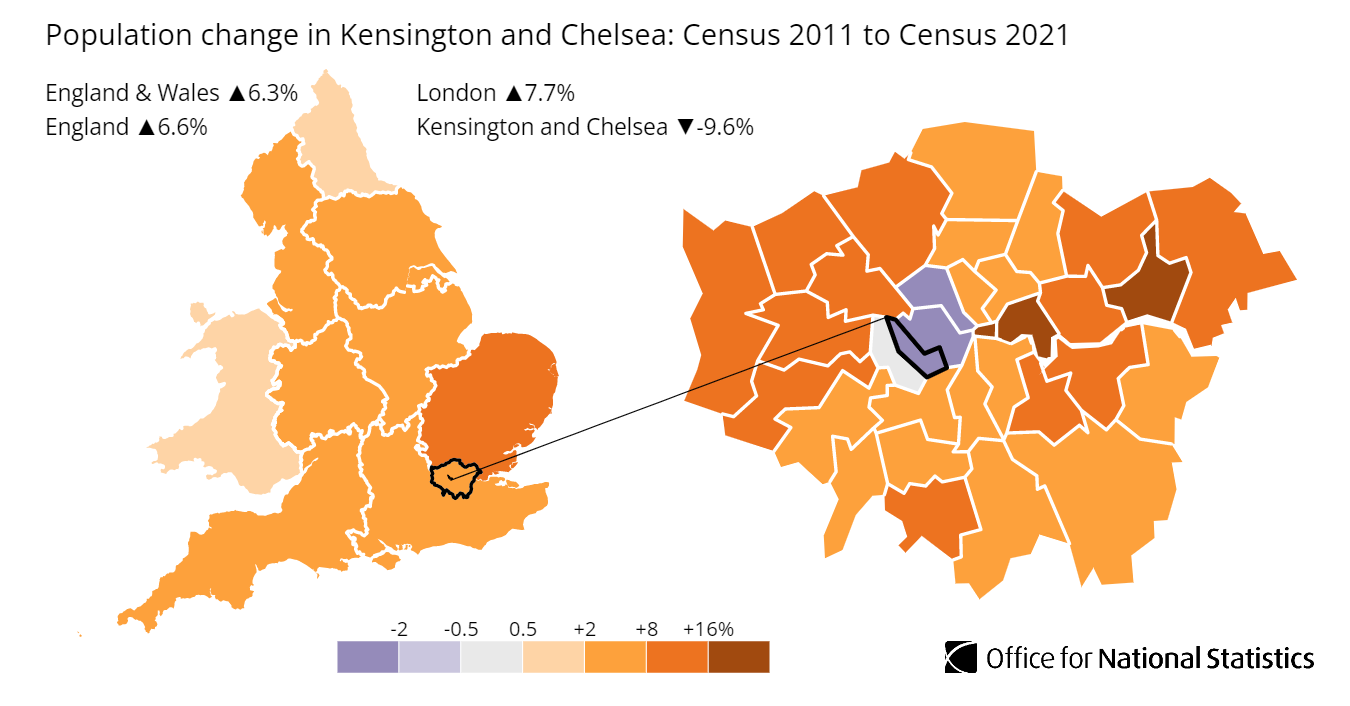 Population change in Kensington and Chelsea: Census 2011 to Census 2021
England & Wales ▲6.3%
England ▲6.6%
London ▲7.7%
Kensington and Chelsea ▼-9.6%
-2 -0.5 0.5 +2 +8 +16%
Office for National Statistics